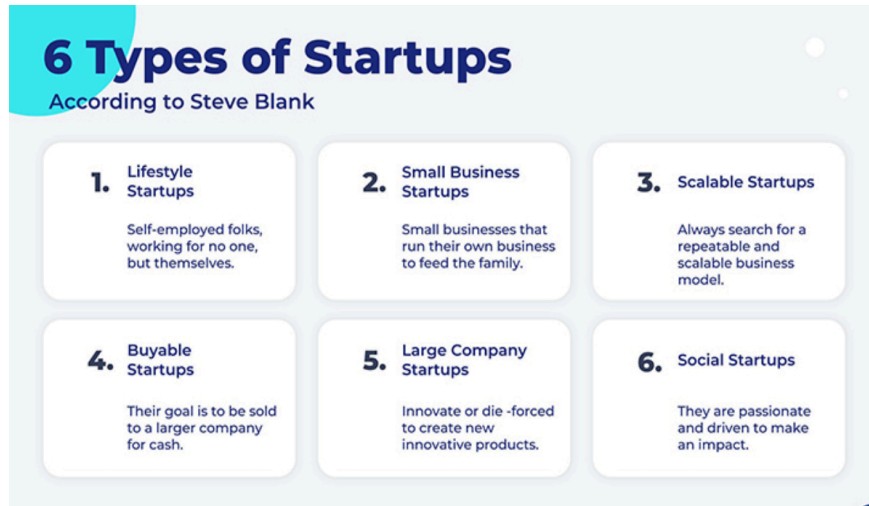 6 Types of Startups
According to Steve Blank
1.
Lifestyle
Startups
Self-employed folks,
working for no one,
but themselves.
2.
Small Business
Startups
Small businesses that
run their own business
to feed the family.
3.
Scalable Startups
Always search for a
repeatable and
scalable business
model.
4.
Buyable
Startups
Their goal is to be sold
to a larger company
for cash.
5.
Large Company
Startups
Innovate or die -forced
to create new
innovative products.
6.
Social Startups
They are passionate
and driven to make
an impact.